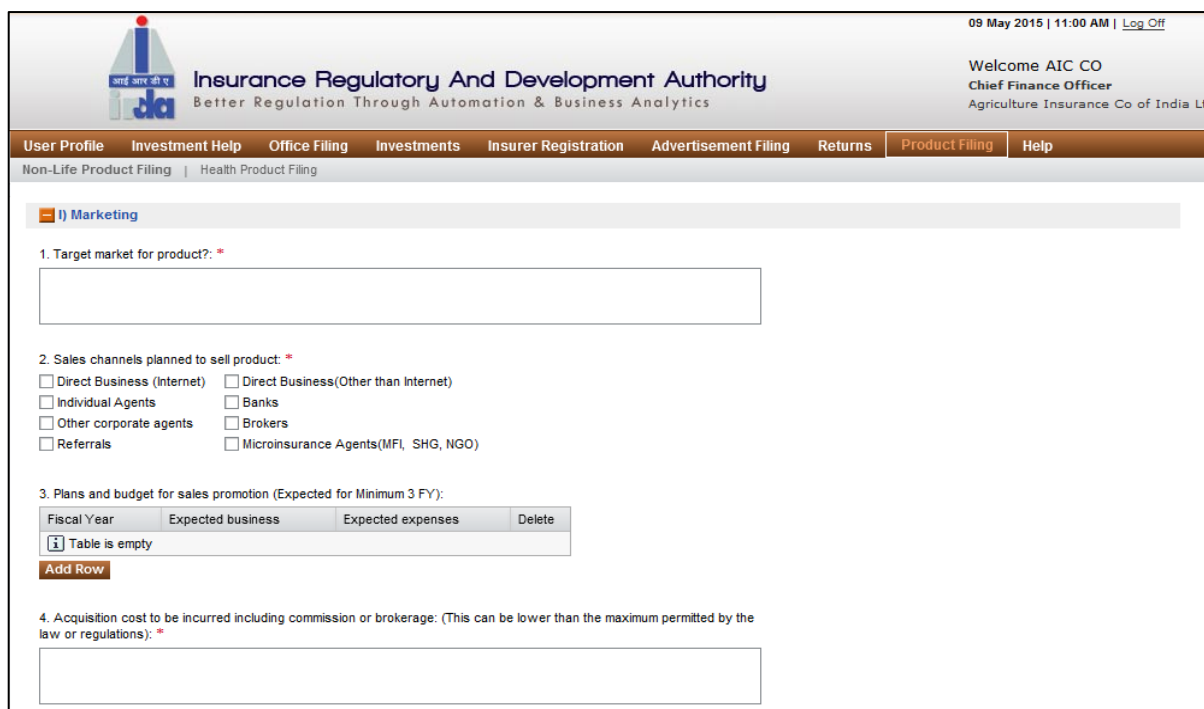 09 May 2015 | 11:00 AM | Log Off
आई आर डी ए
irda
Insurance Regulatory And Development Authority
Better Regulation Through Automation & Business Analytics
Welcome AIC CO
Chief Finance Officer
Agriculture Insurance Co of India Lt
User Profile Investment Help Office Filing Investments Insurer Registration Advertisement Filing Returns Product Filing Help
Non-Life Product Filing | Health Product Filing
I) Marketing
1. Target market for product?: *
2. Sales channels planned to sell product: *
Direct Business (Internet) Direct Business(Other than Internet)
Individual Agents Banks
Other corporate agents Brokers
Referrals Microinsurance Agents(MFI, SHG, NGO)
3. Plans and budget for sales promotion (Expected for Minimum 3 FY):
Fiscal Year Expected business Expected expenses Delete
i Table is empty
Add Row
4. Acquisition cost to be incurred including commission or brokerage: (This can be lower than the maximum permitted by the
law or regulations): *